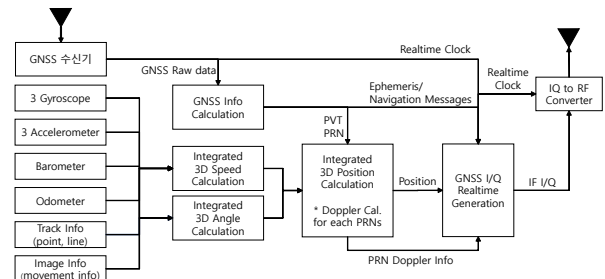 GNSS 수신기
Realtime Clock
GNSS Raw data
Realtime
Clock
3 Gyroscope
GNSS Info
Calculation
Ephemeris/
Navigation Messages
IQ to RF
Converter
3 Accelerometer
PVT
PRN
Barometer
Integrated
3D Speed
Calculation
Integrated
3D Position
Calculation
* Doppler Cal.
for each PRNs
Position
GNSS I/Q
Realtime
Generation
IF I/Q
Odometer
Integrated
3D Angle
Calculation
Track Info
(point, line)
PRN Doppler Info
Image Info
(movement info)